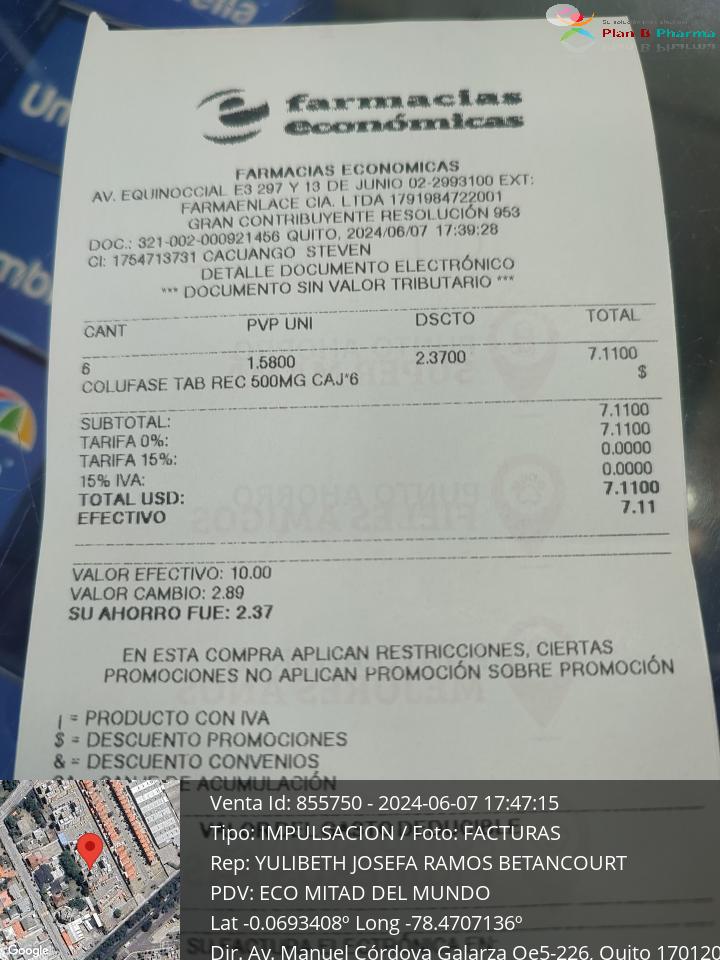 Su solución para efectivar
Plan B Pharma
farmacias
económicas
FARMACIAS ECONOMICAS
AV. EQUINOCCIAL E3 297 Y 13 DE JUNIO 02-2993100 EXT:
FARMAENLACE CIA. LTDA 1791984722001
GRAN CONTRIBUYENTE RESOLUCIÓN 953
DOC.: 321-002-000921456 QUITO, 2024/06/07 17:39:28
CI: 1754713731 CACUANGO STEVEN
DETALLE DOCUMENTO ELECTRÓNICO
*** DOCUMENTO SIN VALOR TRIBUTARIO ***
CANT PVP UNI DSCTO TOTAL
6 1.5800 2.3700 7.1100
COLUFASE TAB REC 500MG CAJ*6 $
SUBTOTAL: 7.1100
TARIFA 0%: 7.1100
TARIFA 15%: 0.0000
15% IVA: 0.0000
TOTAL USD: 7.1100
EFECTIVO 7.11
VALOR EFECTIVO: 10.00
VALOR CAMBIO: 2.89
SU AHORRO FUE: 2.37
EN ESTA COMPRA APLICAN RESTRICCIONES, CIERTAS
PROMOCIONES NO APLICAN PROMOCIÓN SOBRE PROMOCIÓN
| = PRODUCTO CON IVA
$ = DESCUENTO PROMOCIONES
& = DESCUENTO CONVENIOS
DE ACUMULACIÓN
Venta Id: 855750 - 2024-06-07 17:47:15
Tipo: IMPULSACION / Foto: FACTURAS
Rep: YULIBETH JOSEFA RAMOS BETANCOURT
PDV: ECO MITAD DEL MUNDO
Lat -0.0693408º Long -78.4707136º
Dir. Av. Manuel Córdova Galarza Oe5-226, Quito 170120
Google